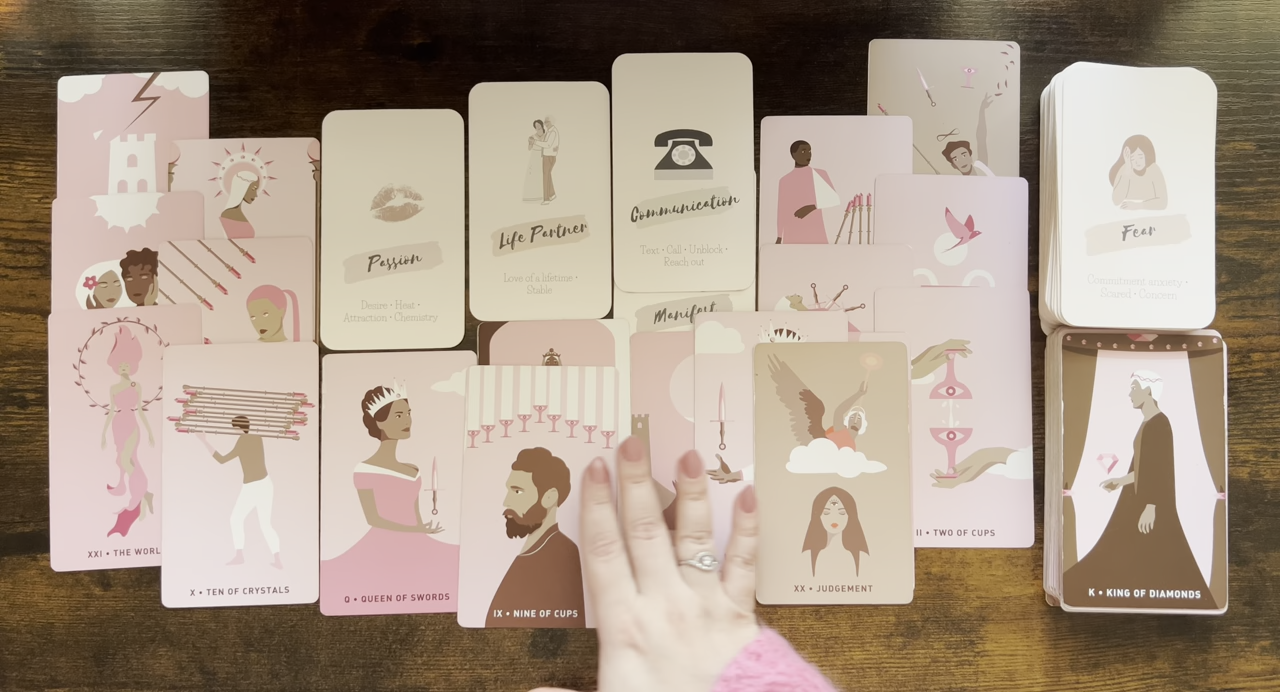 Passion
Desire • Heat •
Attraction • Chemistry
Life Partner
Love of a lifetime •
Stable
Communication
Text • Call • Unblock •
Reach out
Manifest
Fear
Commitment anxiety •
Scared • Concern
XXI • THE WORL
X • TEN OF CRYSTALS
Q • QUEEN OF SWORDS
IX • NINE OF CUPS
XX • JUDGEMENT
II • TWO OF CUPS
K • KING OF DIAMONDS